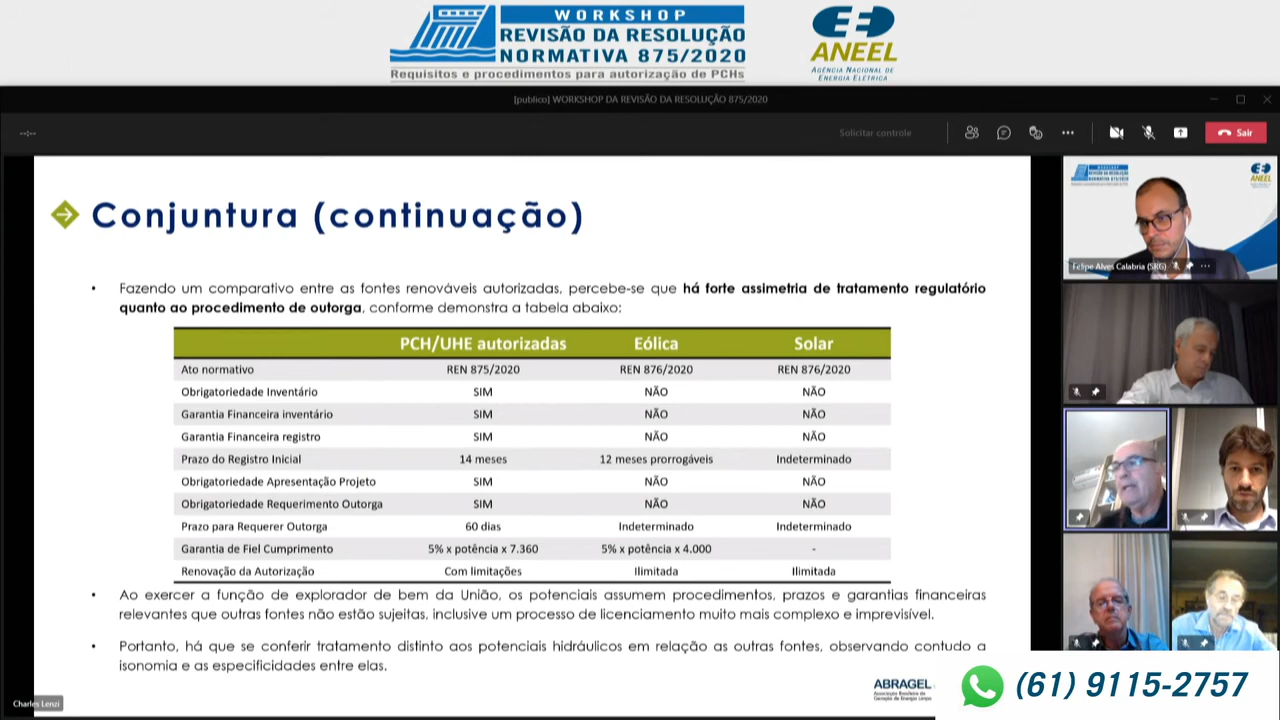 WORKSHOP
REVISÃO DA RESOLUÇÃO
NORMATIVA 875/2020
Requisitos e procedimentos para autorização de PCHs
ANEEL
AGÊNCIA NACIONAL DE
ENERGIA ELÉTRICA
[publico] WORKSHOP DA REVISÃO DA RESOLUÇÃO 875/2020
--:--
Solicitar controle
Sair
Conjuntura (continuação)
• Fazendo um comparativo entre as fontes renováveis autorizadas, percebe-se que há forte assimetria de tratamento regulatório
quanto ao procedimento de outorga, conforme demonstra a tabela abaixo:
PCH/UHE autorizadas Eólica Solar
Ato normativo REN 875/2020 REN 876/2020 REN 876/2020
Obrigatoriedade Inventário SIM NÃO NÃO
Garantia Financeira inventário SIM NÃO NÃO
Garantia Financeira registro SIM NÃO NÃO
Prazo do Registro Inicial 14 meses 12 meses prorrogáveis Indeterminado
Obrigatoriedade Apresentação Projeto SIM NÃO NÃO
Obrigatoriedade Requerimento Outorga SIM NÃO NÃO
Prazo para Requerer Outorga 60 dias Indeterminado Indeterminado
Garantia de Fiel Cumprimento 5% x potência x 7.360 5% x potência x 4.000 -
Renovação da Autorização Com limitações Ilimitada Ilimitada
• Ao exercer a função de explorador de bem da União, os potenciais assumem procedimentos, prazos e garantias financeiras
relevantes que outras fontes não estão sujeitas, inclusive um processo de licenciamento muito mais complexo e imprevisível.
• Portanto, há que se conferir tratamento distinto aos potenciais hidráulicos em relação as outras fontes, observando contudo a
isonomia e as especificidades entre elas.
ABRAGEL
Associação Brasileira de
Geração de Energia Limpa
Charles Lenzi
WORKSHOP
ANEEL
Felipe Alves Calabria (SRG)
(61) 9115-2757